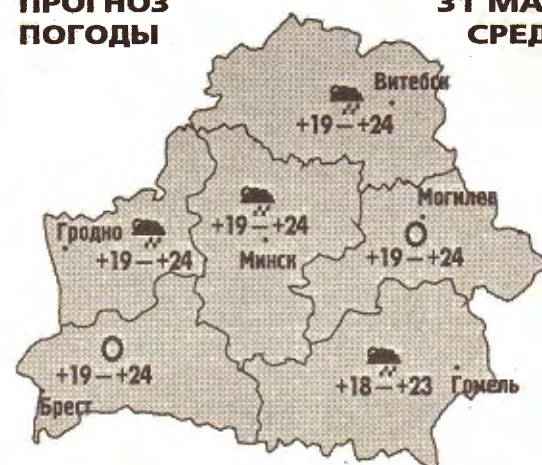 ПРОГНОЗ
ПОГОДЫ
31
Витебск
+19—+24
Могилев
+19—+24
Гродно
+19—+24
+19—+24
Минск
+19—+24
Брест
+18—+23
Гомель